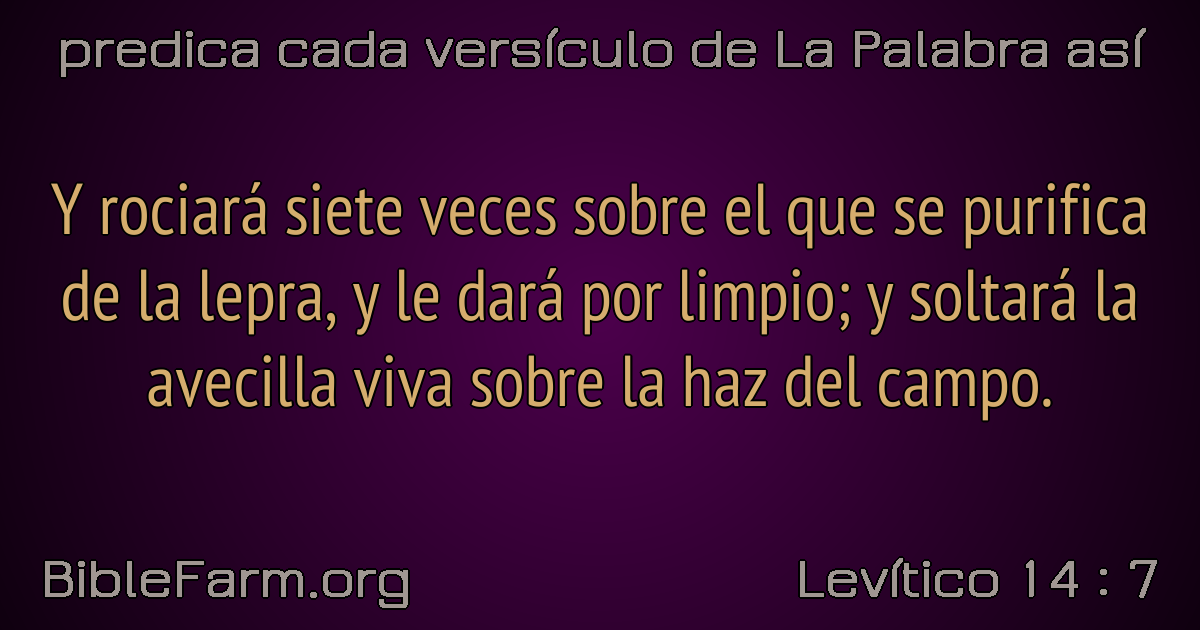 predica cada versículo de La Palabra así
Y rociará siete veces sobre el que se purifica
de la lepra, y le dará por limpio; y soltará la
avecilla viva sobre la haz del campo.
BibleFarm.org
Levítico 14 : 7